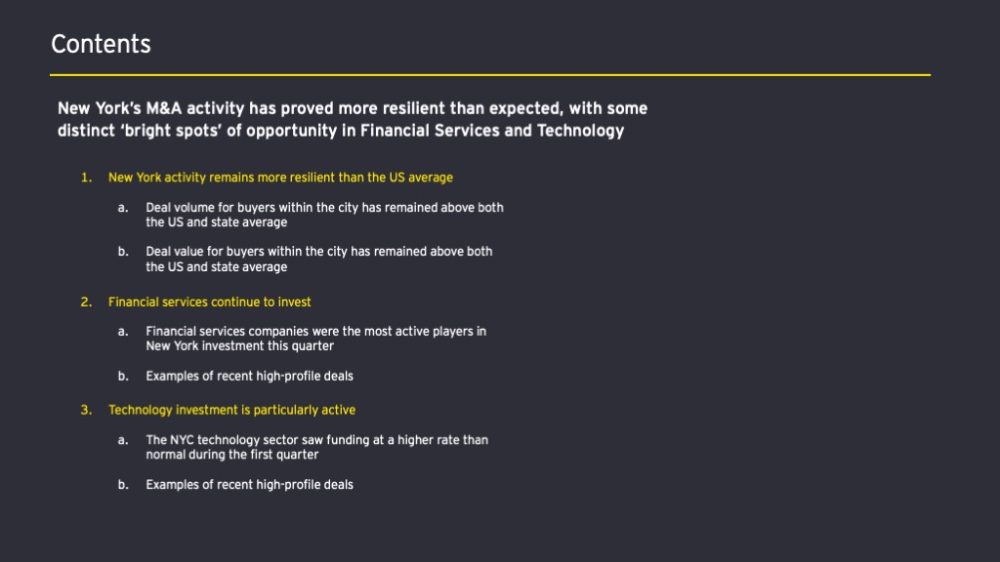 Contents
New York’s M&A activity has proved more resilient than expected, with some
distinct ‘bright spots’ of opportunity in Financial Services and Technology
1. New York activity remains more resilient than the US average
a. Deal volume for buyers within the city has remained above both
the US and state average
b. Deal value for buyers within the city has remained above both
the US and state average
2. Financial services continue to invest
a. Financial services companies were the most active players in
New York investment this quarter
b. Examples of recent high-profile deals
3. Technology investment is particularly active
a. The NYC technology sector saw funding at a higher rate than
normal during the first quarter
b. Examples of recent high-profile deals